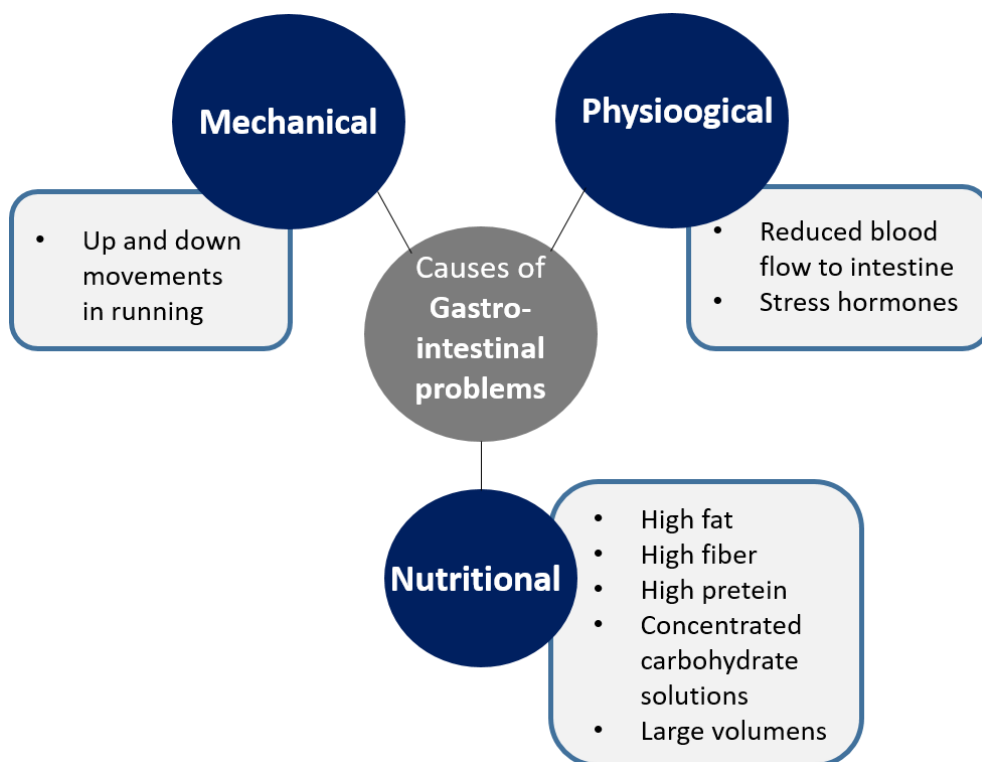 Mechanical
• Up and down
movements
in running
Physioogical
• Reduced blood
flow to intestine
• Stress hormones
Causes of
Gastro-
intestinal
problems
Nutritional
• High fat
• High fiber
• High pretein
• Concentrated
carbohydrate
solutions
• Large volumens